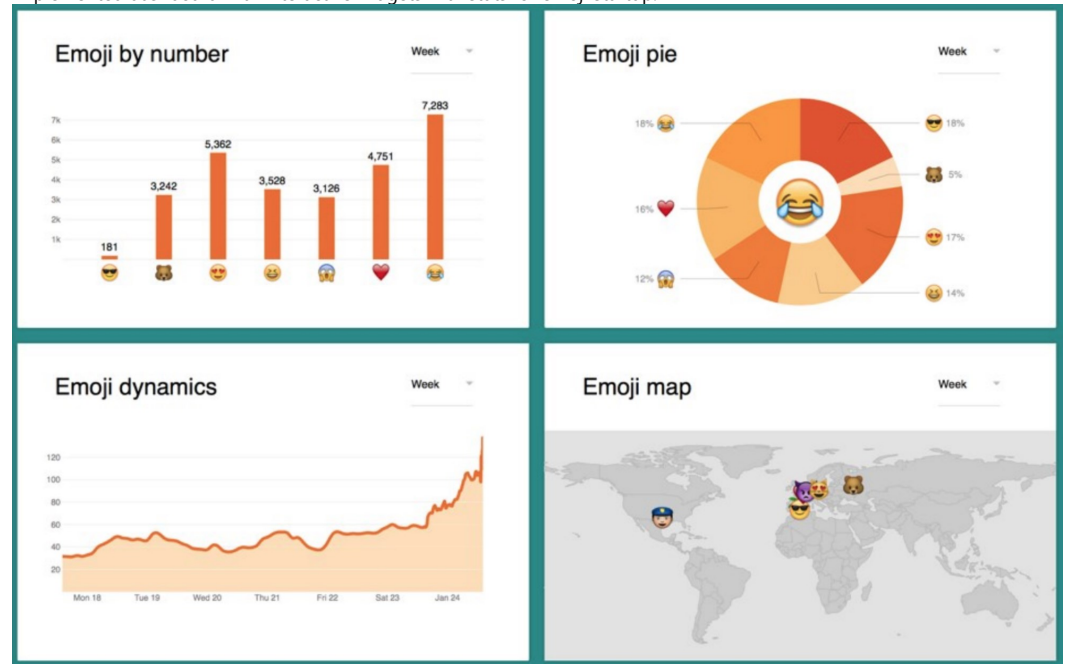 Emoji by number
Week
7k
6k
5k
4k
3k
2k
1k
181
3,242
5,362
3,528
3,126
4,751
7,283
Emoji pie
Week
18%
18%
5%
16%
17%
12%
14%
Emoji dynamics
Week
120
100
80
60
40
20
Mon 18 Tue 19 Wed 20 Thu 21 Fri 22 Sat 23 Jan 24
Emoji map
Week